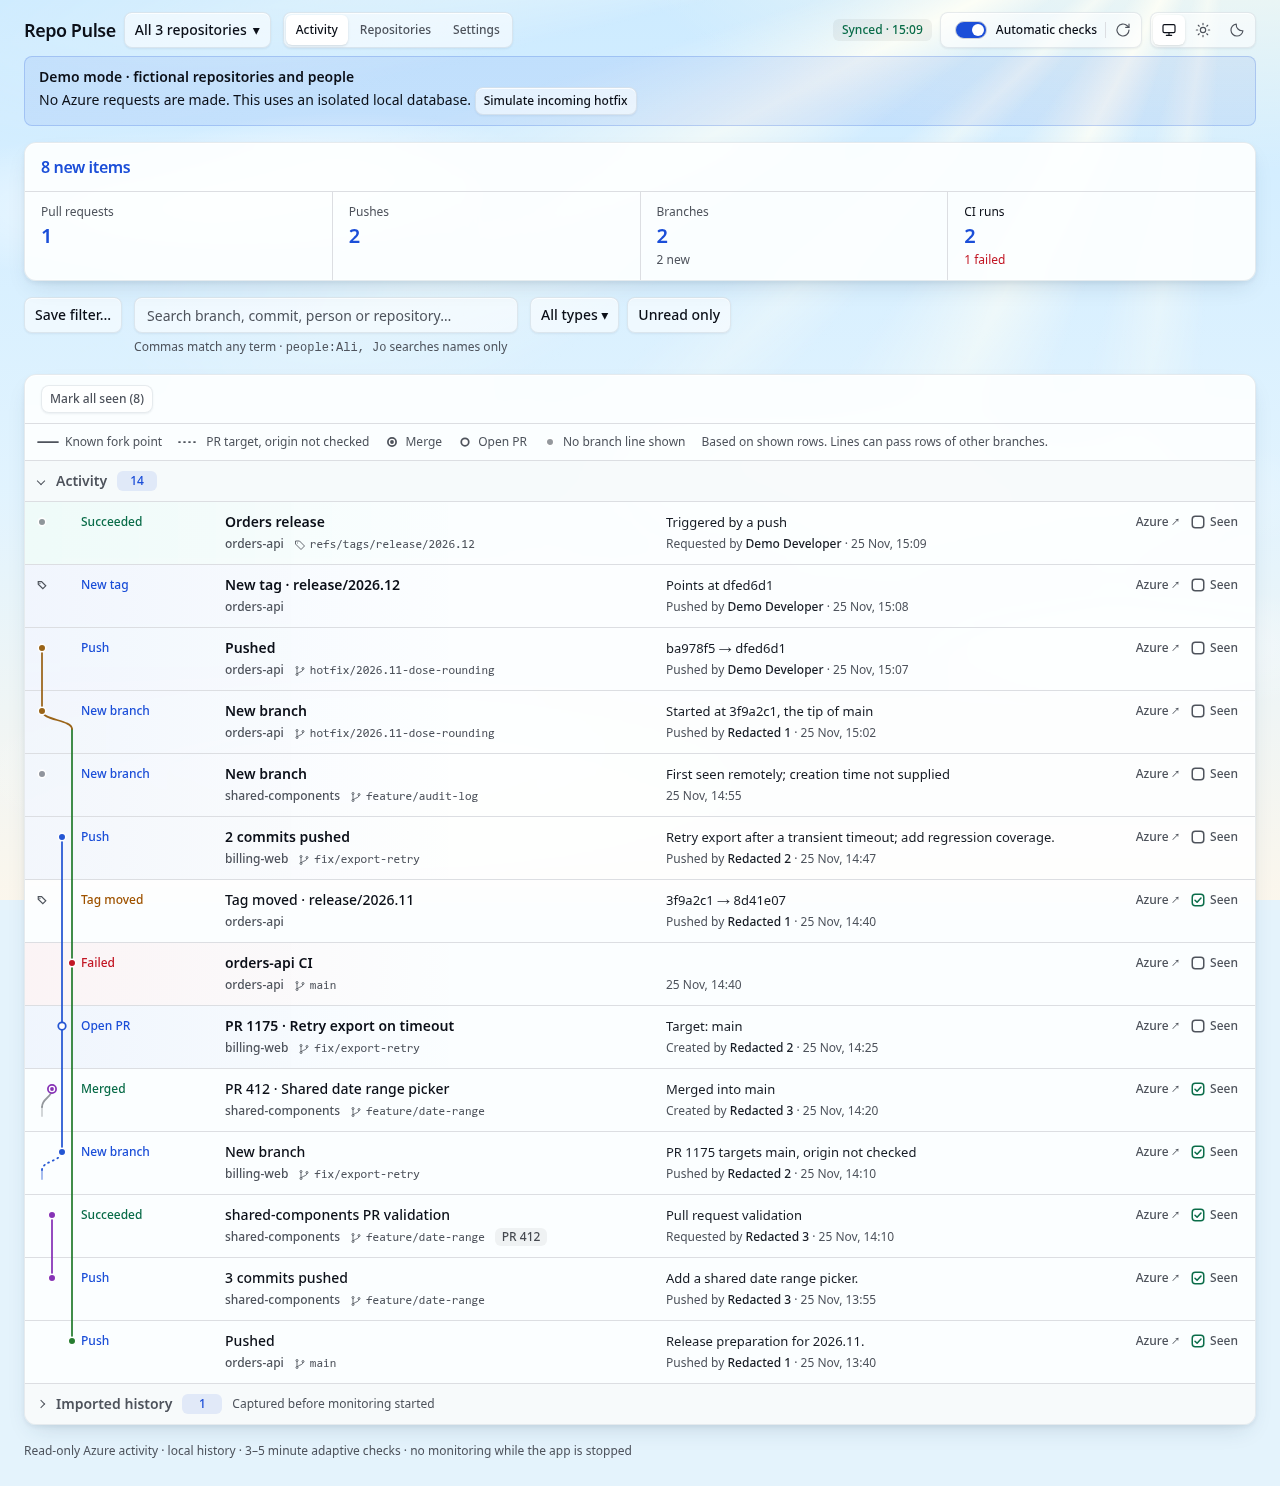 Repo Pulse All 3 repositories ▾ Activity Repositories Settings Synced · 15:09 Automatic checks
Demo mode · fictional repositories and people
No Azure requests are made. This uses an isolated local database. Simulate incoming hotfix
8 new items
Pull requests Pushes Branches CI runs
1 2 2 2
2 new 1 failed
Save filter... Search branch, commit, person or repository... All types ▾ Unread only
Commas match any term · people:Ali, Jo searches names only
Mark all seen (8)
Known fork point PR target, origin not checked Merge Open PR No branch line shown Based on shown rows. Lines can pass rows of other branches.
Activity 14
Succeeded Orders release Triggered by a push Azure ↗ Seen
orders-api refs/tags/release/2026.12 Requested by Demo Developer · 25 Nov, 15:09
New tag New tag · release/2026.12 Points at dfed6d1 Azure ↗ Seen
orders-api Pushed by Demo Developer · 25 Nov, 15:08
Push Pushed ba978f5 → dfed6d1 Azure ↗ Seen
orders-api hotfix/2026.11-dose-rounding Pushed by Demo Developer · 25 Nov, 15:07
New branch New branch Started at 3f9a2c1, the tip of main Azure ↗ Seen
orders-api hotfix/2026.11-dose-rounding Pushed by Redacted 1 · 25 Nov, 15:02
New branch New branch First seen remotely; creation time not supplied Azure ↗ Seen
shared-components feature/audit-log 25 Nov, 14:55
Push 2 commits pushed Retry export after a transient timeout; add regression coverage. Azure ↗ Seen
billing-web fix/export-retry Pushed by Redacted 2 · 25 Nov, 14:47
Tag moved Tag moved · release/2026.11 3f9a2c1 → 8d41e07 Azure ↗ Seen
orders-api Pushed by Redacted 1 · 25 Nov, 14:40
Failed orders-api CI Azure ↗ Seen
orders-api main 25 Nov, 14:40
Open PR PR 1175 · Retry export on timeout Target: main Azure ↗ Seen
billing-web fix/export-retry Created by Redacted 2 · 25 Nov, 14:25
Merged PR 412 · Shared date range picker Merged into main Azure ↗ Seen
shared-components feature/date-range Created by Redacted 3 · 25 Nov, 14:20
New branch New branch PR 1175 targets main, origin not checked Azure ↗ Seen
billing-web fix/export-retry Pushed by Redacted 2 · 25 Nov, 14:10
Succeeded shared-components PR validation Pull request validation Azure ↗ Seen
shared-components feature/date-range PR 412 Requested by Redacted 3 · 25 Nov, 14:10
Push 3 commits pushed Add a shared date range picker. Azure ↗ Seen
shared-components feature/date-range Pushed by Redacted 3 · 25 Nov, 13:55
Push Pushed Release preparation for 2026.11. Azure ↗ Seen
orders-api main Pushed by Redacted 1 · 25 Nov, 13:40
Imported history 1 Captured before monitoring started
Read-only Azure activity · local history · 3–5 minute adaptive checks · no monitoring while the app is stopped